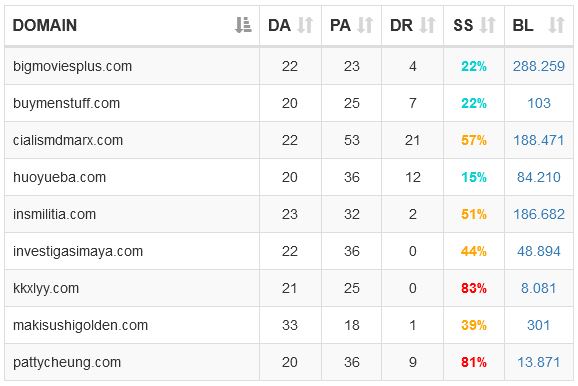 DOMAIN DA PA DR SS BL
bigmoviesplus.com 22 23 4 22% 288.259
buymenstuff.com 20 25 7 22% 103
cialismdmarx.com 22 53 21 57% 188.471
huoyueba.com 20 36 12 15% 84.210
insmilitia.com 23 32 2 51% 186.682
investigasimaya.com 22 36 0 44% 48.894
kkxlyy.com 21 25 0 83% 8.081
makisushigolden.com 33 18 1 39% 301
pattycheung.com 20 36 9 81% 13.871